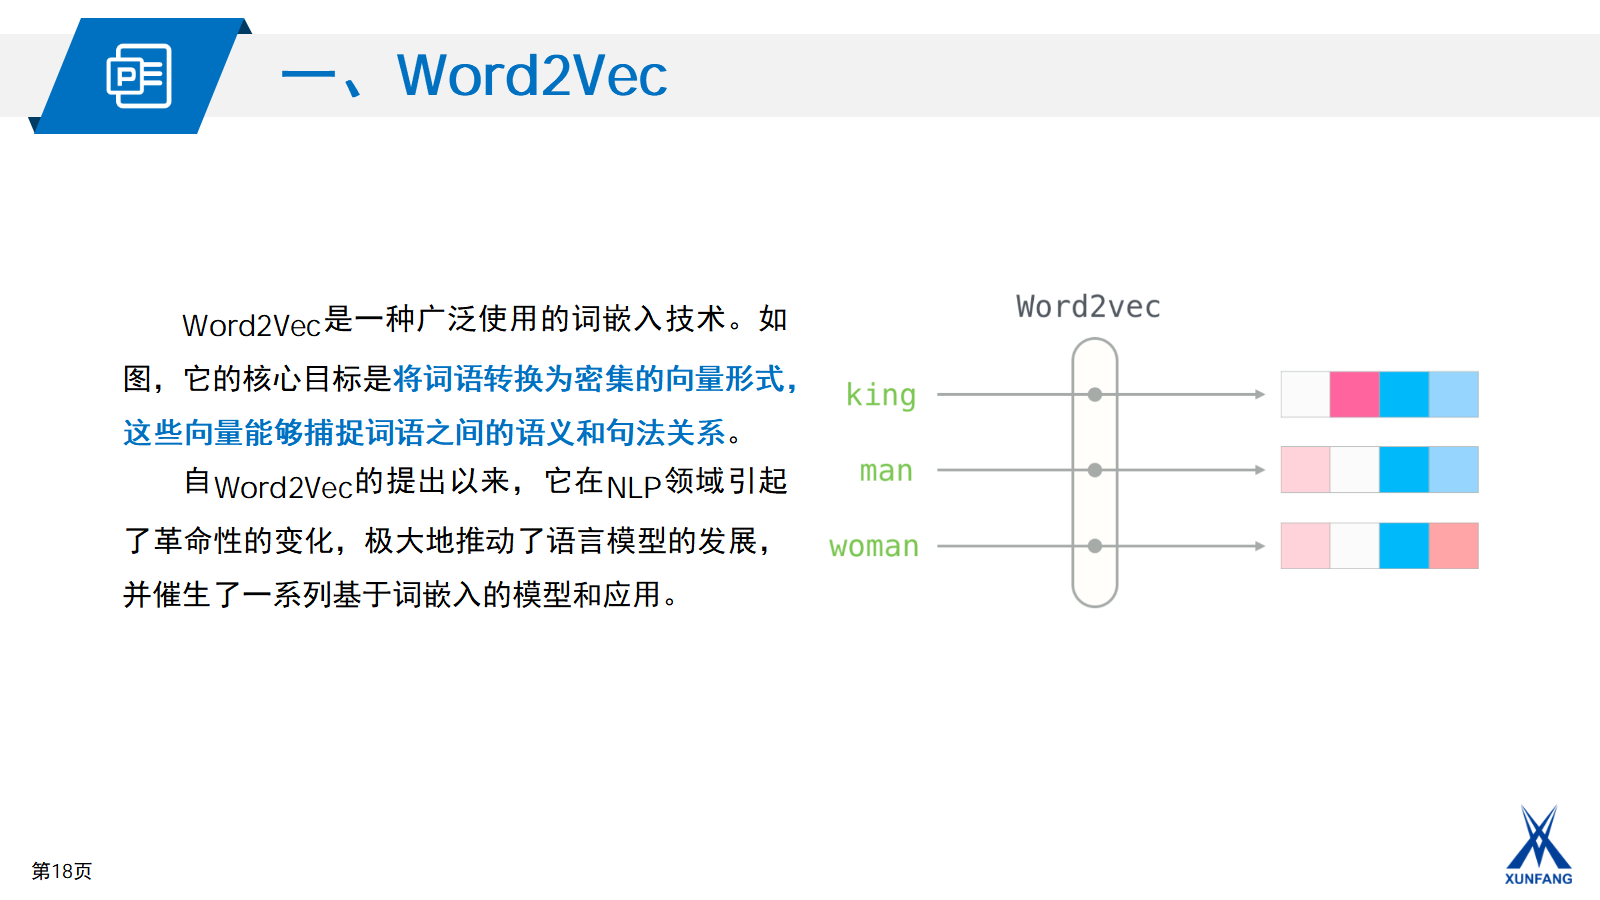 一、Word2Vec
Word2Vec是一种广泛使用的词嵌入技术。如
图，它的核心目标是将词语转换为密集的向量形式，
这些向量能够捕捉词语之间的语义和句法关系。
自Word2Vec的提出以来，它在NLP领域引起
了革命性的变化，极大地推动了语言模型的发展，
并催生了一系列基于词嵌入的模型和应用。
Word2vec
king
man
woman
第18页
XUNFANG